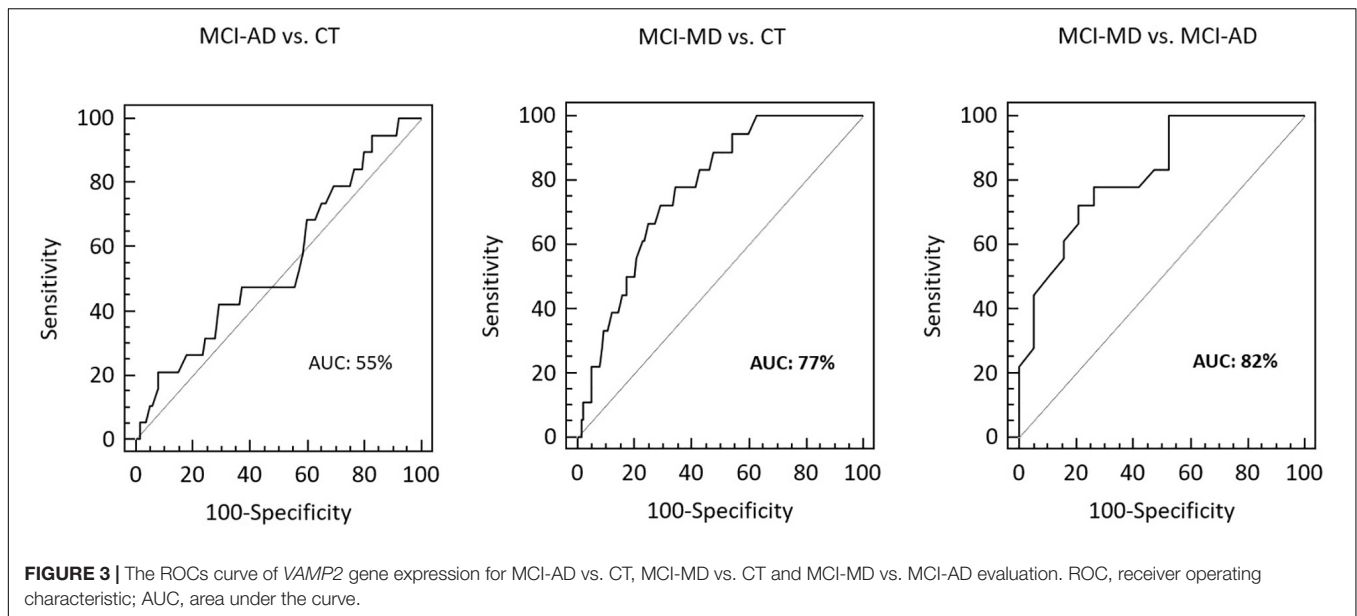 MCI-AD vs. CT
MCI-MD vs. CT
MCI-MD vs. MCI-AD
100
80
60
40
20
0
Sensitivity
AUC: 55%
0 20 40 60 80 100
100-Specificity
100
80
60
40
20
0
Sensitivity
AUC: 77%
0 20 40 60 80 100
100-Specificity
100
80
60
40
20
0
Sensitivity
AUC: 82%
0 20 40 60 80 100
100-Specificity
FIGURE 3 | The ROCs curve of VAMP2 gene expression for MCI-AD vs. CT, MCI-MD vs. CT and MCI-MD vs. MCI-AD evaluation. ROC, receiver operating
characteristic; AUC, area under the curve.